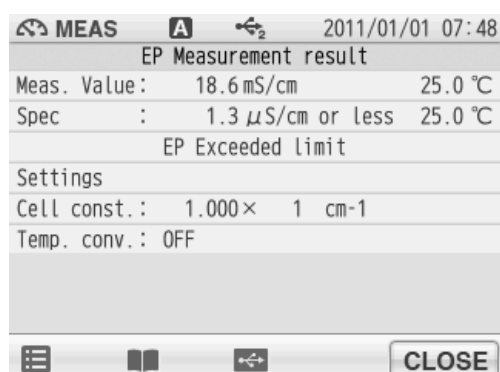 MEAS A 2 2011/01/01 07:48
EP Measurement result
Meas. Value: 18.6 mS/cm 25.0 ℃
Spec : 1.3 μS/cm or less 25.0 ℃
EP Exceeded limit
Settings
Cell const.: 1.000× 1 cm-1
Temp. conv.: OFF
CLOSE